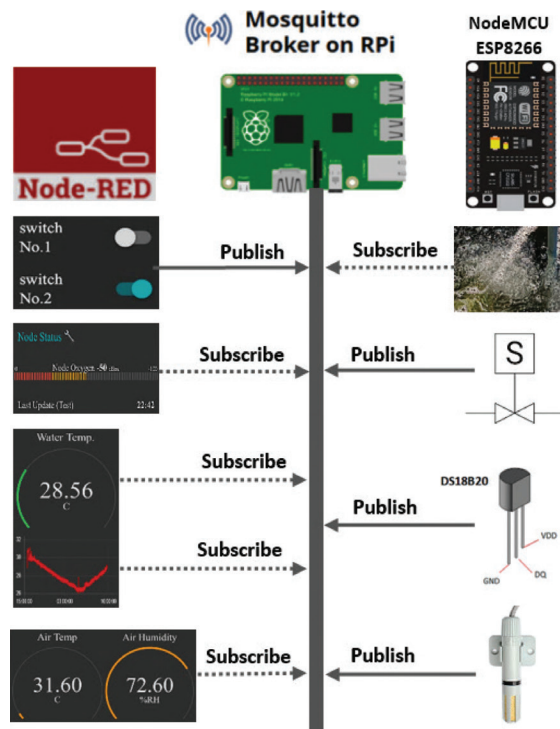 Mosquitto
Broker on RPi
NodeMCU
ESP8266
Node-RED
switch
No.1
switch
No.2
Publish
Subscribe
Node Status
Node Oxygen -50 dBm
Last Update (Text) 22:42
Subscribe
Publish
S
Water Temp.
28.56
C
Subscribe
DS18B20
Publish
VDD
DQ
GND
Subscribe
Air Temp
Air Humidity
31.60
C
72.60
%RH
Subscribe
Publish